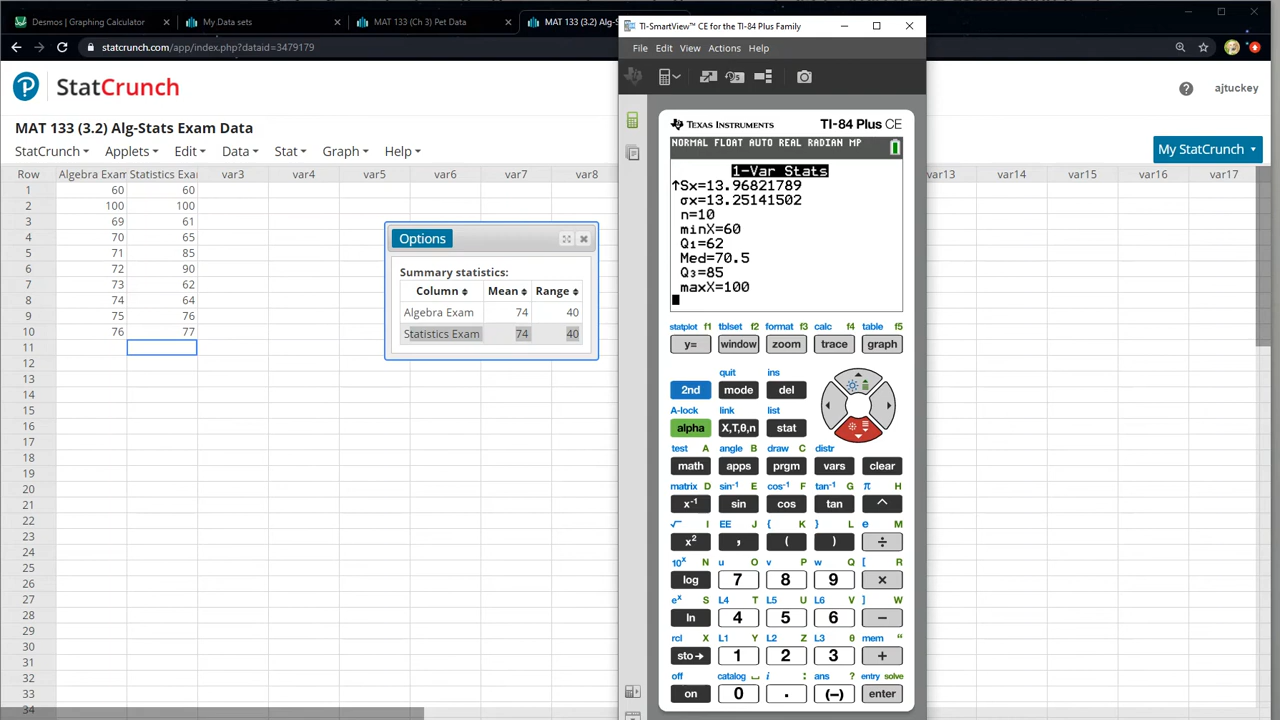 Desmos | Graphing Calculator
My Data sets
MAT 133 (Ch 3) Pet Data
MAT 133 (3.2) Alg-S
statcrunch.com/app/index.php?dataid=3479179
StatCrunch
ajtuckey
MAT 133 (3.2) Alg-Stats Exam Data
StatCrun Applets Edit Data Stat Graph Help
My StatCrunch
Row Algebra Exa Statistics Exa var3 var4 var5 var6 var7 var8 var13 var14 var15 var16 var17
1 60 60
2 100 100
3 69 61
4 70 65
5 71 85
6 72 90
7 73 62
8 74 64
9 75 76
10 76 77
11
12
13
14
15
16
17
18
19
20
21
22
23
24
25
26
27
28
29
30
31
32
33
34
Options
Summary statistics:
Column Mean Range
Algebra Exam 74 40
Statistics Exam 74 40
TI-SmartView™ CE for the TI-84 Plus Family
File Edit View Actions Help
TEXAS INSTRUMENTS TI-84 Plus CE
NORMAL FLOAT AUTO REAL RADIAN MP
1-Var Stats
↑Sx=13.96821789
σx=13.25141502
n=10
minX=60
Q₁=62
Med=70.5
Q₃=85
maxX=100
statplot f1 tblset f2 format f3 calc f4 table f5
y= window zoom trace graph
quit ins
2nd mode del
A-lock link list
alpha X,T,θ,n stat
test A angle B draw C distr
math apps prgm vars clear
matrix D sin⁻¹ E cos⁻¹ F tan⁻¹ G π H
x⁻¹ sin cos tan ^
√ I EE J { K } L e M
x² , ( ) ÷
10ˣ N u O v P w Q [ R
log 7 8 9 ×
eˣ S L4 T L5 U L6 V ] W
ln 4 5 6 −
rcl X L1 Y L2 Z L3 θ mem “
sto→ 1 2 3 +
off catalog ␣ i : ans ? entry solve
on 0 . (−) enter